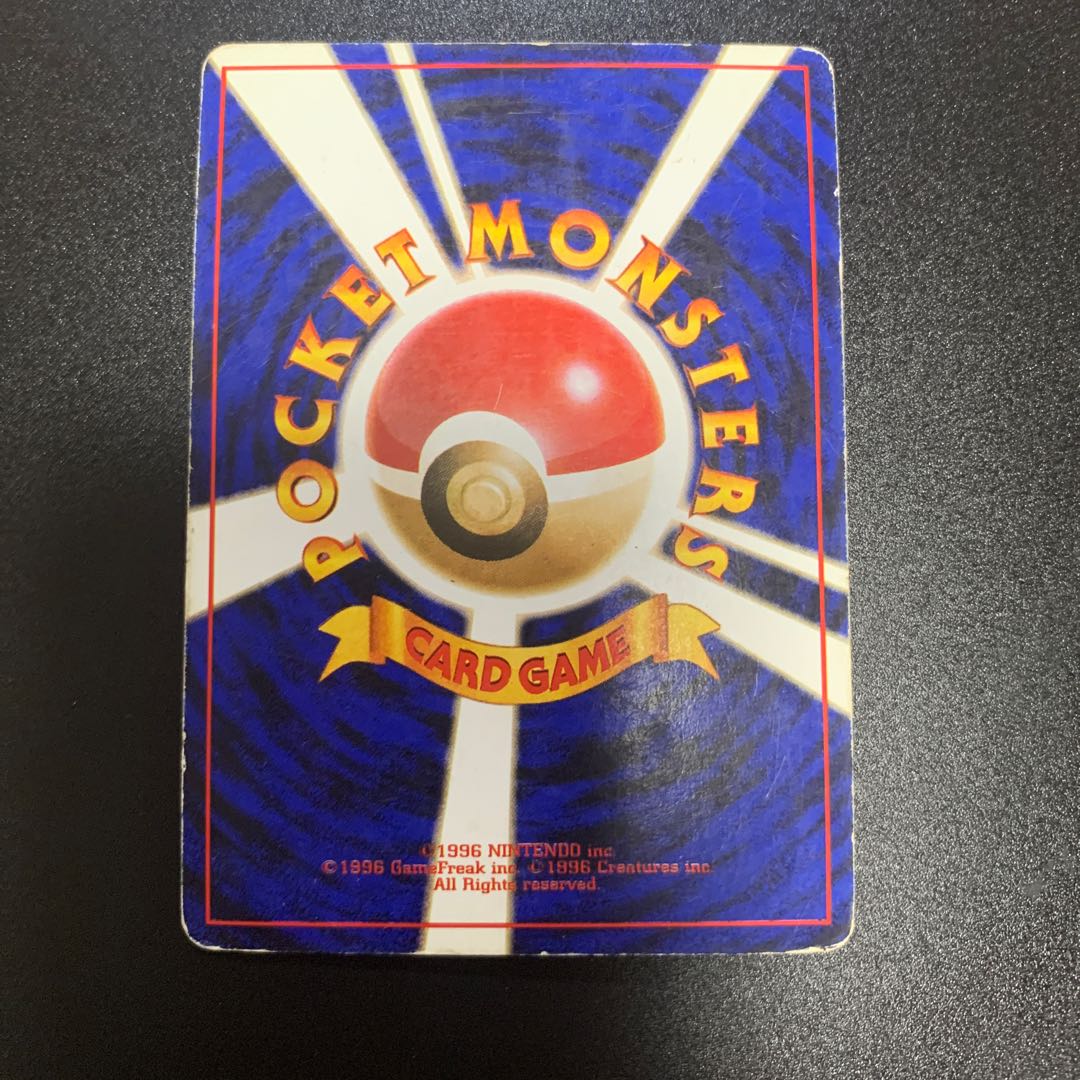 POCKET MONSTERS
CARD GAME
©1996 NINTENDO inc.
©1996 GameFreak inc. ©1996 Creatures inc.
All Rights reserved.